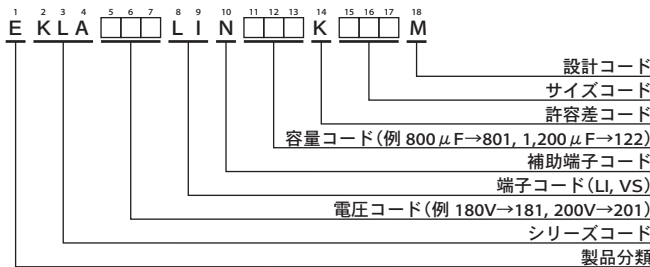 1 2 3 4 5 6 7 8 9 10 11 12 13 14 15 16 17 18
E KLA□□□LIN□□□K□□□M
設計コード
サイズコード
許容差コード
容量コード(例 800μF→801, 1,200μF→122)
補助端子コード
端子コード(LI, VS)
電圧コード(例 180V→181, 200V→201)
シリーズコード
製品分類